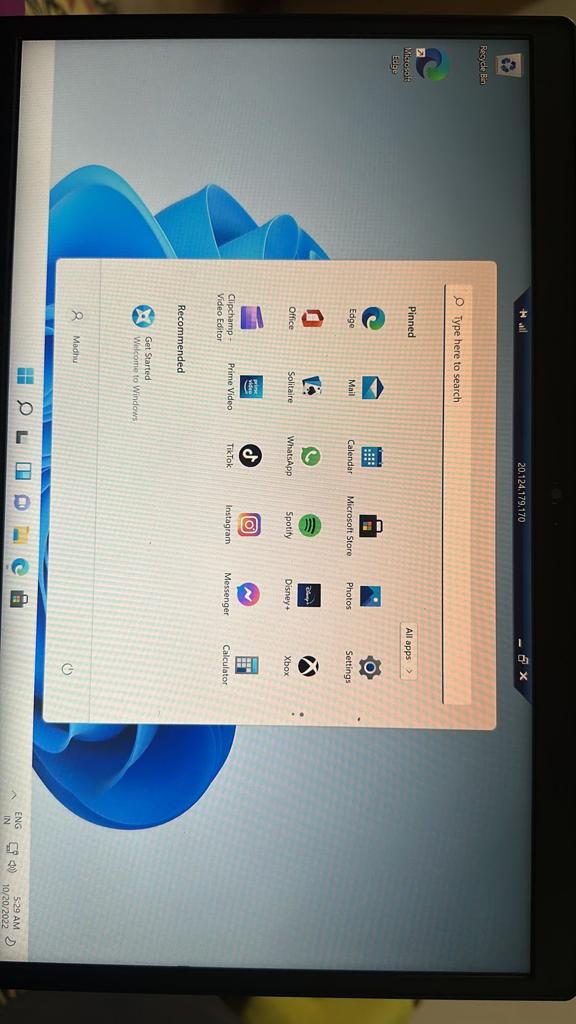 20.124.179.170
Recycle Bin
Microsoft
Edge
Type here to search
Pinned
All apps >
Edge
Mail
Calendar
Microsoft Store
Photos
Settings
Office
Solitaire
WhatsApp
Spotify
Disney+
Xbox
Clipchamp -
Video Editor
Prime Video
TikTok
Instagram
Messenger
Calculator
Recommended
Get Started
Welcome to Windows
Madhu
ENG
IN
5:29 AM
10/20/2022